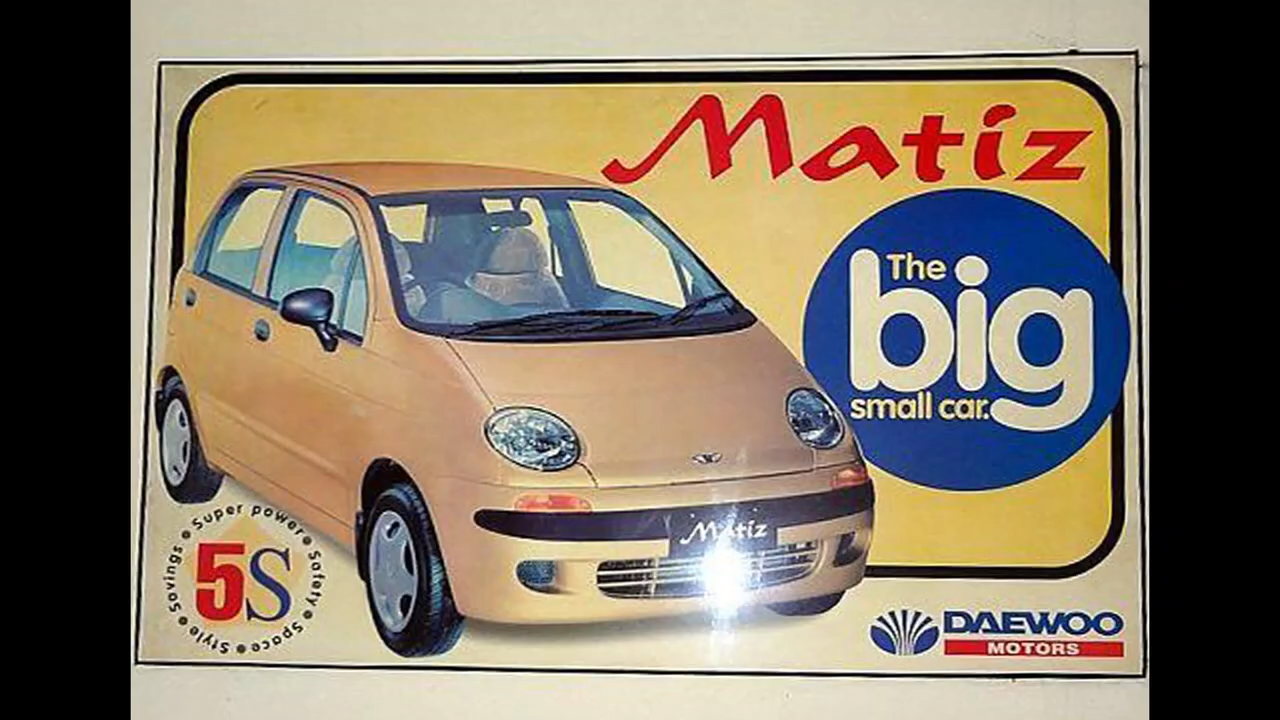 Matiz
The
big
small car.
Matiz
5S
Super power • Safety • Space • Style • Savings
DAEWOO
MOTORS